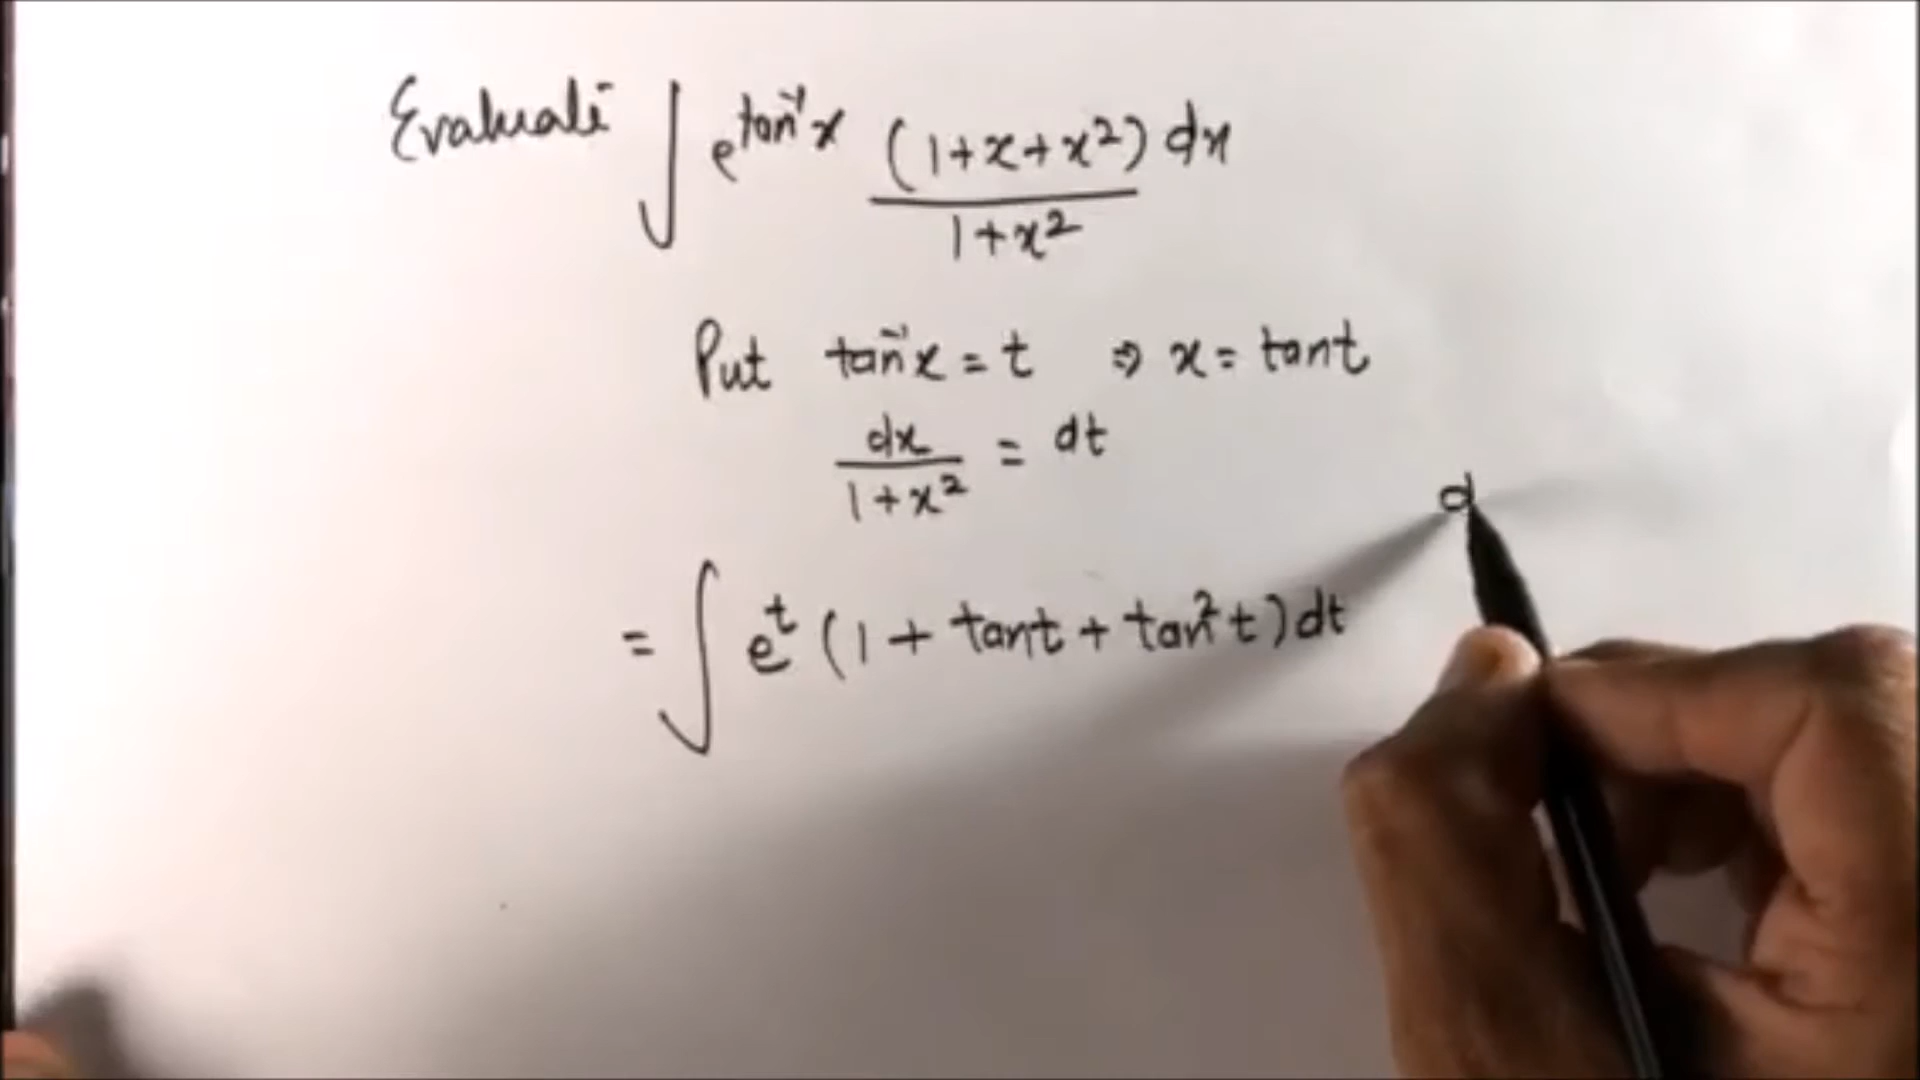 Evaluate ∫ e^{tan⁻¹x} (1+x+x²) dx / 1+x²
Put tan⁻¹x = t ⇒ x = tan t
dx / 1+x² = dt
d
= ∫ e^t (1 + tan t + tan² t) dt